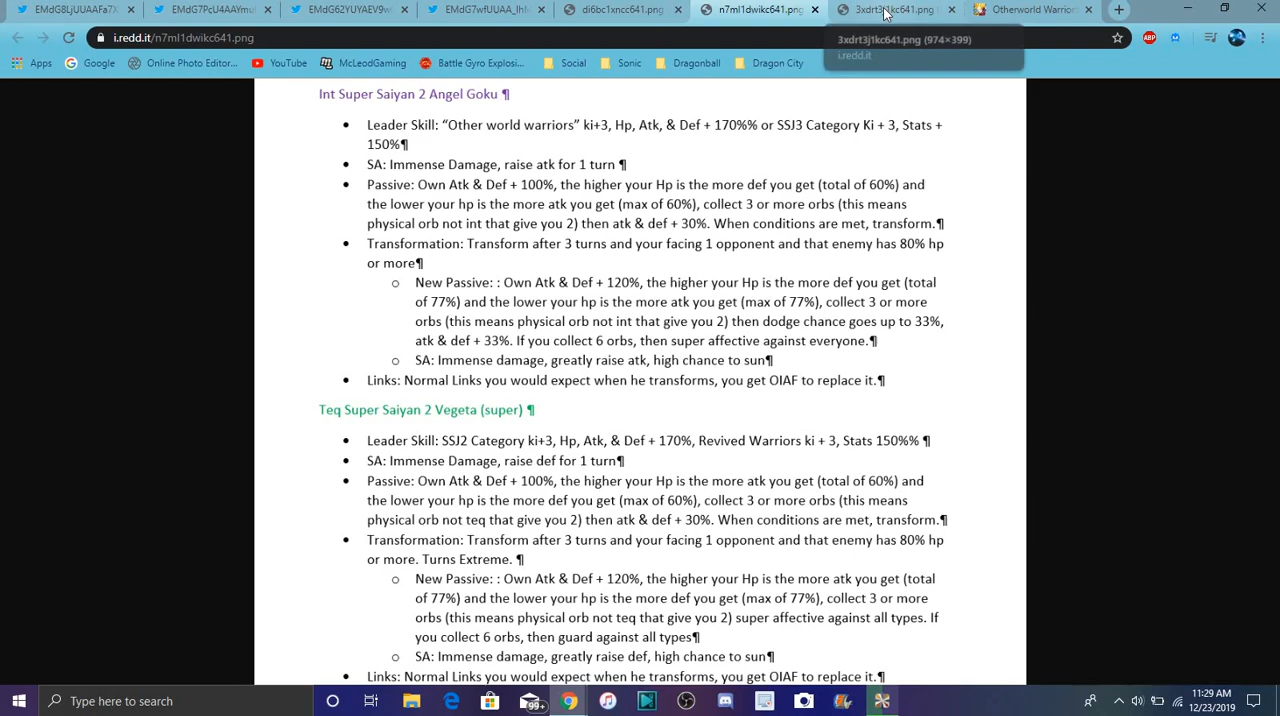 EMdG8LjUUAAFa7X
EMdG7PcU4AAYmul
EMdG62YUYAEV9wi
EMdG7wfUUAA_lhf
di6bc1xncc641.png
n7ml1dwikc641.png
3xdrt3j1kc641.png
Otherworld Warriors
i.redd.it/n7ml1dwikc641.png
3xdrt3j1kc641.png (974×399)
i.redd.it
ABP
Apps Google The Photo Editor... YouTube McLeodGaming Battle Gyro Explosi... Social Sonic Dragonball Dragon City
Int Super Saiyan 2 Angel Goku ¶
• Leader Skill: “Other world warriors” ki+3, Hp, Atk, & Def + 170%% or SSJ3 Category Ki + 3, Stats +
150%¶
• SA: Immense Damage, raise atk for 1 turn ¶
• Passive: Own Atk & Def + 100%, the higher your Hp is the more def you get (total of 60%) and
the lower your hp is the more atk you get (max of 60%), collect 3 or more orbs (this means
physical orb not int that give you 2) then atk & def + 30%. When conditions are met, transform.¶
• Transformation: Transform after 3 turns and your facing 1 opponent and that enemy has 80% hp
or more¶
o New Passive: : Own Atk & Def + 120%, the higher your Hp is the more def you get (total
of 77%) and the lower your hp is the more atk you get (max of 77%), collect 3 or more
orbs (this means physical orb not int that give you 2) then dodge chance goes up to 33%,
atk & def + 33%. If you collect 6 orbs, then super affective against everyone.¶
o SA: Immense damage, greatly raise atk, high chance to sun¶
• Links: Normal Links you would expect when he transforms, you get OIAF to replace it.¶
Teq Super Saiyan 2 Vegeta (super) ¶
• Leader Skill: SSJ2 Category ki+3, Hp, Atk, & Def + 170%, Revived Warriors ki + 3, Stats 150%% ¶
• SA: Immense Damage, raise def for 1 turn¶
• Passive: Own Atk & Def + 100%, the higher your Hp is the more atk you get (total of 60%) and
the lower your hp is the more def you get (max of 60%), collect 3 or more orbs (this means
physical orb not teq that give you 2) then atk & def + 30%. When conditions are met, transform.¶
• Transformation: Transform after 3 turns and your facing 1 opponent and that enemy has 80% hp
or more. Turns Extreme. ¶
o New Passive: : Own Atk & Def + 120%, the higher your Hp is the more atk you get (total
of 77%) and the lower your hp is the more def you get (max of 77%), collect 3 or more
orbs (this means physical orb not teq that give you 2) super affective against all types. If
you collect 6 orbs, then guard against all types¶
o SA: Immense damage, greatly raise def, high chance to sun¶
• Links: Normal Links you would expect when he transforms, you get OIAF to replace it.¶
Type here to search
99+
11:29 AM
12/23/2019